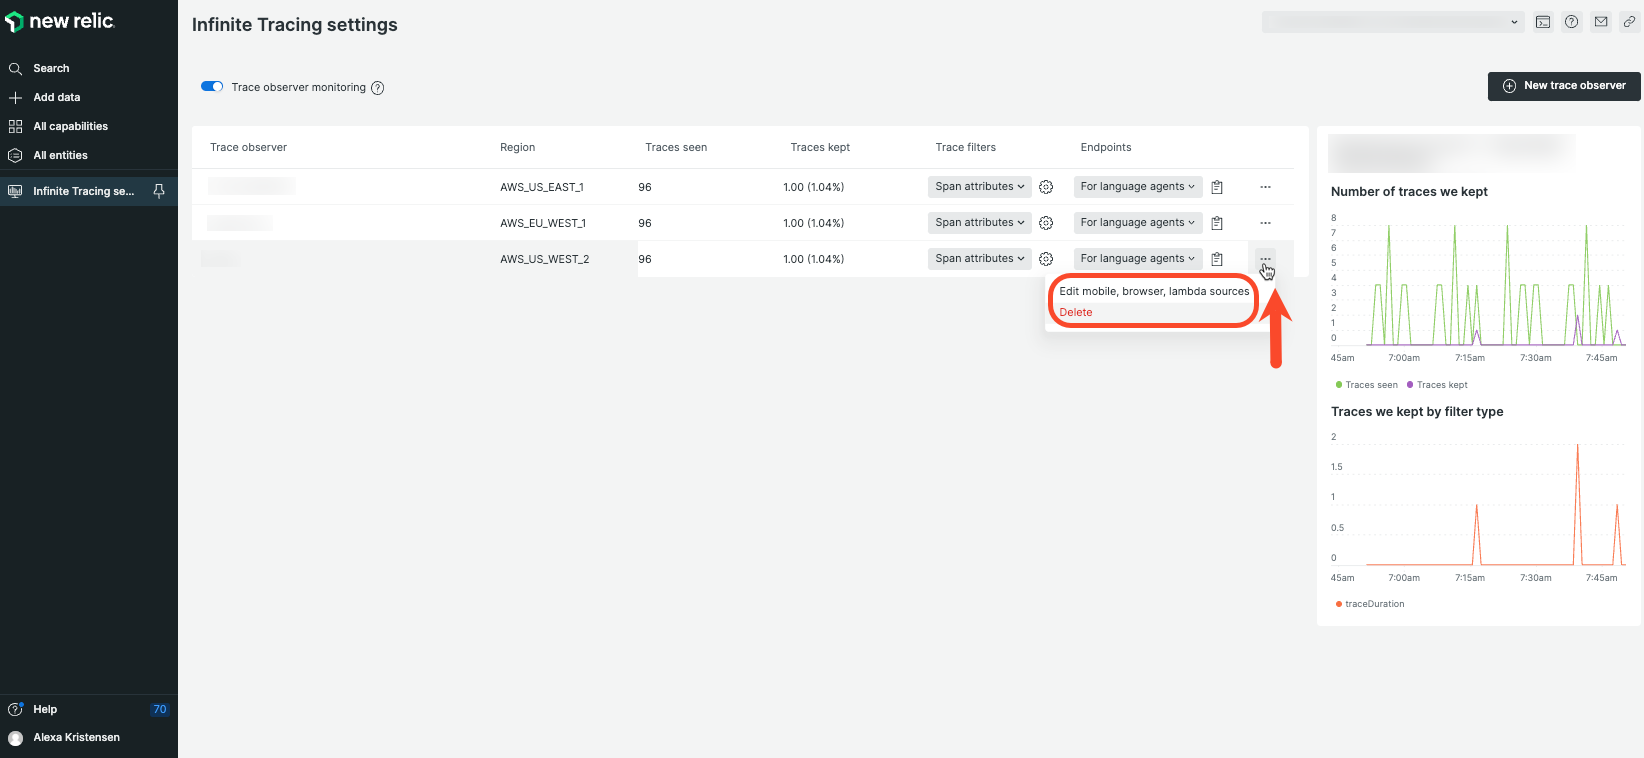 new relic
Infinite Tracing settings
Search
Add data
All capabilities
All entities
Infinite Tracing se...
Trace observer monitoring ?
New trace observer
Trace observer Region Traces seen Traces kept Trace filters Endpoints
AWS_US_EAST_1 96 1.00 (1.04%) Span attributes For language agents ...
AWS_EU_WEST_1 96 1.00 (1.04%) Span attributes For language agents ...
AWS_US_WEST_2 96 1.00 (1.04%) Span attributes For language agents ...
Edit mobile, browser, lambda sources
Delete
Number of traces we kept
8
7
6
5
4
3
2
1
0
45am 7:00am 7:15am 7:30am 7:45am
Traces seen Traces kept
Traces we kept by filter type
2
1.5
1
0.5
0
45am 7:00am 7:15am 7:30am 7:45am
traceDuration
Help 70
Alexa Kristensen